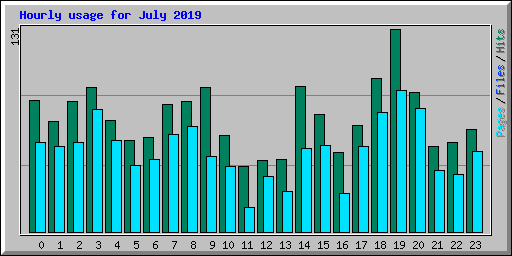 Hourly usage for July 2019
131
Pages/Files/Hits
0 1 2 3 4 5 6 7 8 9 10 11 12 13 14 15 16 17 18 19 20 21 22 23